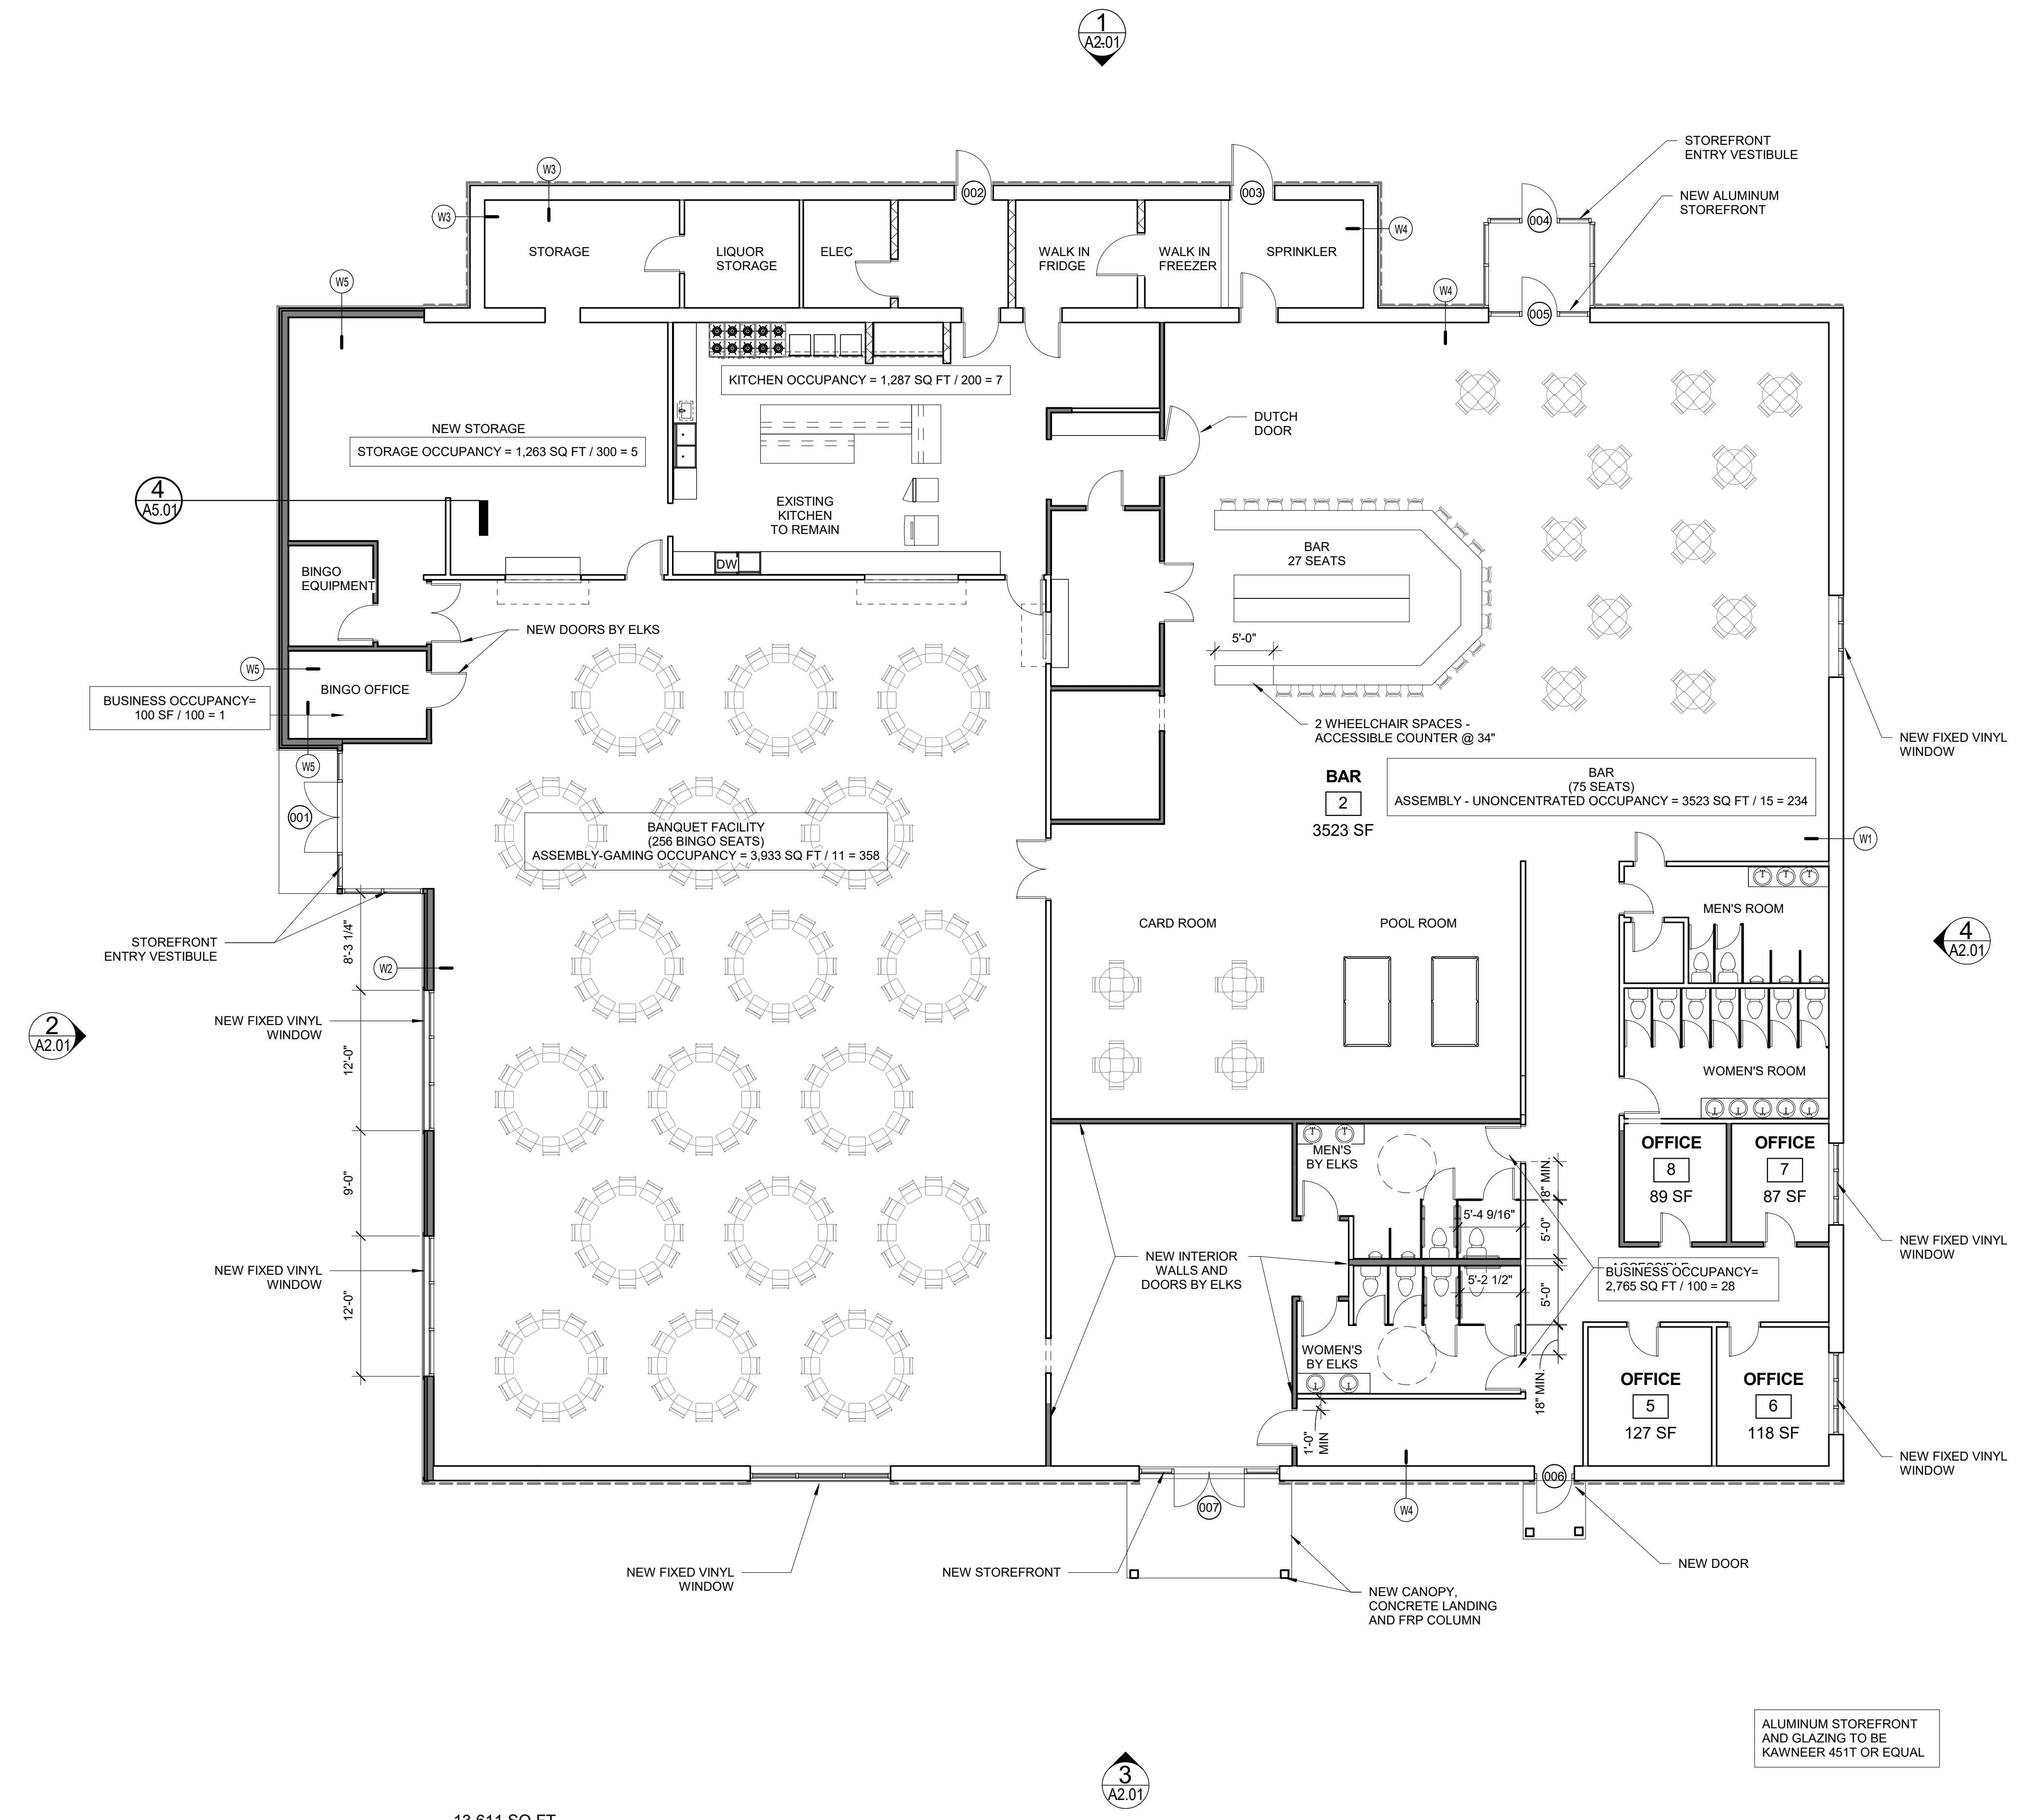 1
A2.01
STOREFRONT
ENTRY VESTIBULE
NEW ALUMINUM
STOREFRONT
W3
W3
002
003
004
005
W4
W4
W5
STORAGE
LIQUOR
STORAGE
ELEC
WALK IN
FRIDGE
WALK IN
FREEZER
SPRINKLER
KITCHEN OCCUPANCY = 1,287 SQ FT / 200 = 7
NEW STORAGE
STORAGE OCCUPANCY = 1,263 SQ FT / 300 = 5
DUTCH
DOOR
4
A5.01
EXISTING
KITCHEN
TO REMAIN
DW
BAR
27 SEATS
5'-0"
BINGO
EQUIPMENT
NEW DOORS BY ELKS
W5
BINGO OFFICE
BUSINESS OCCUPANCY=
100 SF / 100 = 1
W5
2 WHEELCHAIR SPACES -
ACCESSIBLE COUNTER @ 34"
NEW FIXED VINYL
WINDOW
BAR
2
3523 SF
BAR
(75 SEATS)
ASSEMBLY - UNONCENTRATED OCCUPANCY = 3523 SQ FT / 15 = 234
001
BANQUET FACILITY
(256 BINGO SEATS)
ASSEMBLY-GAMING OCCUPANCY = 3,933 SQ FT / 11 = 358
W1
STOREFRONT
ENTRY VESTIBULE
8'-3 1/4"
W2
CARD ROOM
POOL ROOM
MEN'S ROOM
4
A2.01
2
A2.01
NEW FIXED VINYL
WINDOW
12'-0"
WOMEN'S ROOM
9'-0"
MEN'S
BY ELKS
OFFICE
8
89 SF
OFFICE
7
87 SF
18" MIN.
5'-4 9/16"
5'-0"
NEW INTERIOR
WALLS AND
DOORS BY ELKS
NEW FIXED VINYL
WINDOW
NEW FIXED VINYL
WINDOW
12'-0"
5'-2 1/2"
5'-0"
BUSINESS OCCUPANCY=
2,765 SQ FT / 100 = 28
WOMEN'S
BY ELKS
18" MIN.
OFFICE
5
127 SF
OFFICE
6
118 SF
1'-0"
MIN
NEW FIXED VINYL
WINDOW
006
007
W4
NEW FIXED VINYL
WINDOW
NEW STOREFRONT
NEW DOOR
NEW CANOPY,
CONCRETE LANDING
AND FRP COLUMN
ALUMINUM STOREFRONT
AND GLAZING TO BE
KAWNEER 451T OR EQUAL
3
A2.01
13,611 SQ FT